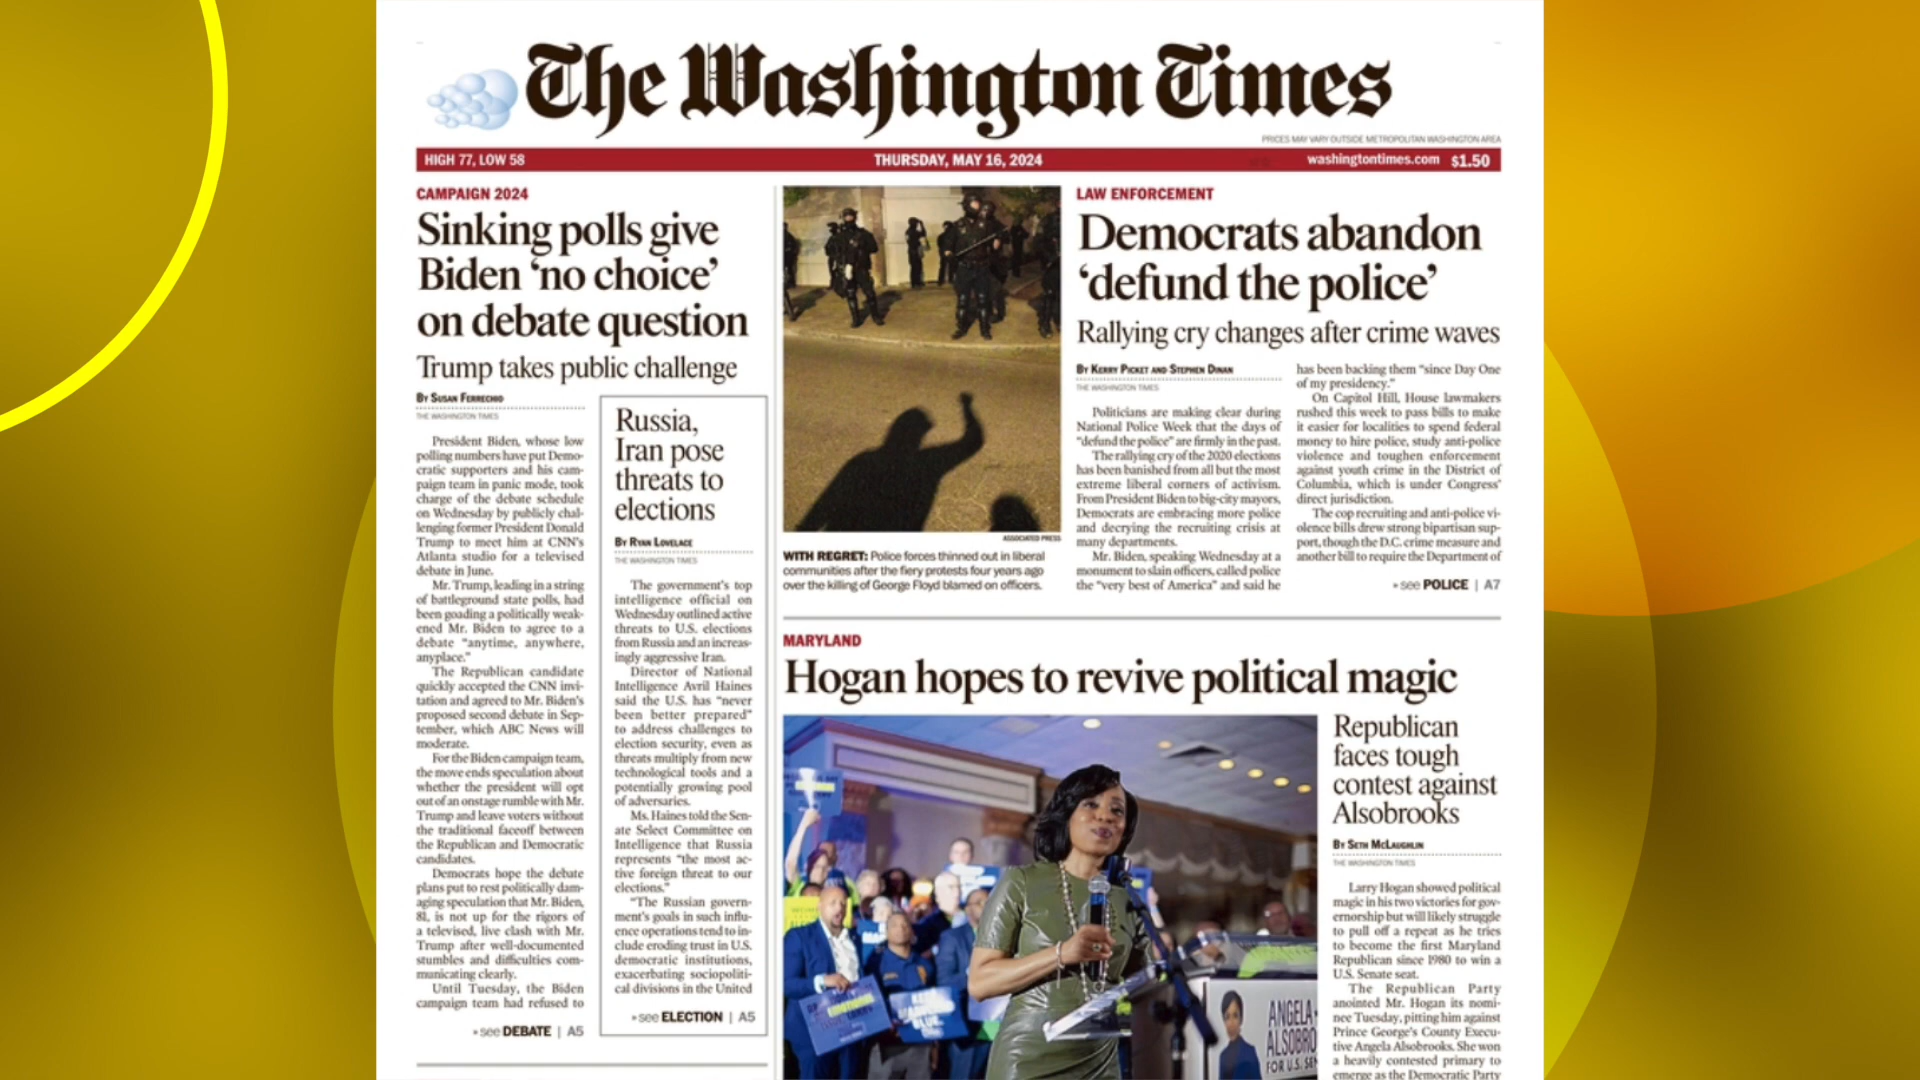 The Washington Times
PRICES MAY VARY OUTSIDE METROPOLITAN WASHINGTON AREA
HIGH 77, LOW 58
THURSDAY, MAY 16, 2024
washingtontimes.com $1.50
CAMPAIGN 2024
Sinking polls give
Biden ‘no choice’
on debate question
Trump takes public challenge
BY SUSAN FERRECHIO
THE WASHINGTON TIMES
President Biden, whose low
polling numbers have put Demo-
cratic supporters and his cam-
paign team in panic mode, took
charge of the debate schedule
on Wednesday by publicly chal-
lenging former President Donald
Trump to meet him at CNN’s
Atlanta studio for a televised
debate in June.
Mr. Trump, leading in a string
of battleground state polls, had
been goading a politically weak-
ened Mr. Biden to agree to a
debate “anytime, anywhere,
anyplace.”
The Republican candidate
quickly accepted the CNN invi-
tation and agreed to Mr. Biden’s
proposed second debate in Sep-
tember, which ABC News will
moderate.
For the Biden campaign team,
the move ends speculation about
whether the president will opt
out of an onstage rumble with Mr.
Trump and leave voters without
the traditional faceoff between
the Republican and Democratic
candidates.
Democrats hope the debate
plans put to rest politically dam-
aging speculation that Mr. Biden,
81, is not up for the rigors of
a televised, live clash with Mr.
Trump after well-documented
stumbles and difficulties com-
municating clearly.
Until Tuesday, the Biden
campaign team had refused to
» see DEBATE | A5
Russia,
Iran pose
threats to
elections
BY RYAN LOVELACE
THE WASHINGTON TIMES
The government’s top
intelligence official on
Wednesday outlined active
threats to U.S. elections
from Russia and an increas-
ingly aggressive Iran.
Director of National
Intelligence Avril Haines
said the U.S. has “never
been better prepared”
to address challenges to
election security, even as
threats multiply from new
technological tools and a
potentially growing pool
of adversaries.
Ms. Haines told the Sen-
ate Select Committee on
Intelligence that Russia
represents “the most ac-
tive foreign threat to our
elections.”
“The Russian govern-
ment’s goals in such influ-
ence operations tend to in-
clude eroding trust in U.S.
democratic institutions,
exacerbating sociopoliti-
cal divisions in the United
» see ELECTION | A5
ASSOCIATED PRESS
WITH REGRET: Police forces thinned out in liberal
communities after the fiery protests four years ago
over the killing of George Floyd blamed on officers.
LAW ENFORCEMENT
Democrats abandon
‘defund the police’
Rallying cry changes after crime waves
BY KERRY PICKET AND STEPHEN DINAN
THE WASHINGTON TIMES
Politicians are making clear during
National Police Week that the days of
“defund the police” are firmly in the past.
The rallying cry of the 2020 elections
has been banished from all but the most
extreme liberal corners of activism.
From President Biden to big-city mayors,
Democrats are embracing more police
and decrying the recruiting crisis at
many departments.
Mr. Biden, speaking Wednesday at a
monument to slain officers, called police
the “very best of America” and said he
has been backing them “since Day One
of my presidency.”
On Capitol Hill, House lawmakers
rushed this week to pass bills to make
it easier for localities to spend federal
money to hire police, study anti-police
violence and toughen enforcement
against youth crime in the District of
Columbia, which is under Congress’
direct jurisdiction.
The cop recruiting and anti-police vi-
olence bills drew strong bipartisan sup-
port, though the D.C. crime measure and
another bill to require the Department of
» see POLICE | A7
MARYLAND
Hogan hopes to revive political magic
Republican
faces tough
contest against
Alsobrooks
BY SETH MCLAUGHLIN
THE WASHINGTON TIMES
Larry Hogan showed political
magic in his two victories for gov-
ernorship but will likely struggle
to pull off a repeat as he tries
to become the first Maryland
Republican since 1980 to win a
U.S. Senate seat.
The Republican Party
anointed Mr. Hogan its nomi-
nee Tuesday, pitting him against
Prince George’s County Execu-
tive Angela Alsobrooks. She won
a heavily contested primary to
emerge as the Democratic Party
ANGELA
ALSOBRO
FOR U.S. SEN
KEEP
BLUE